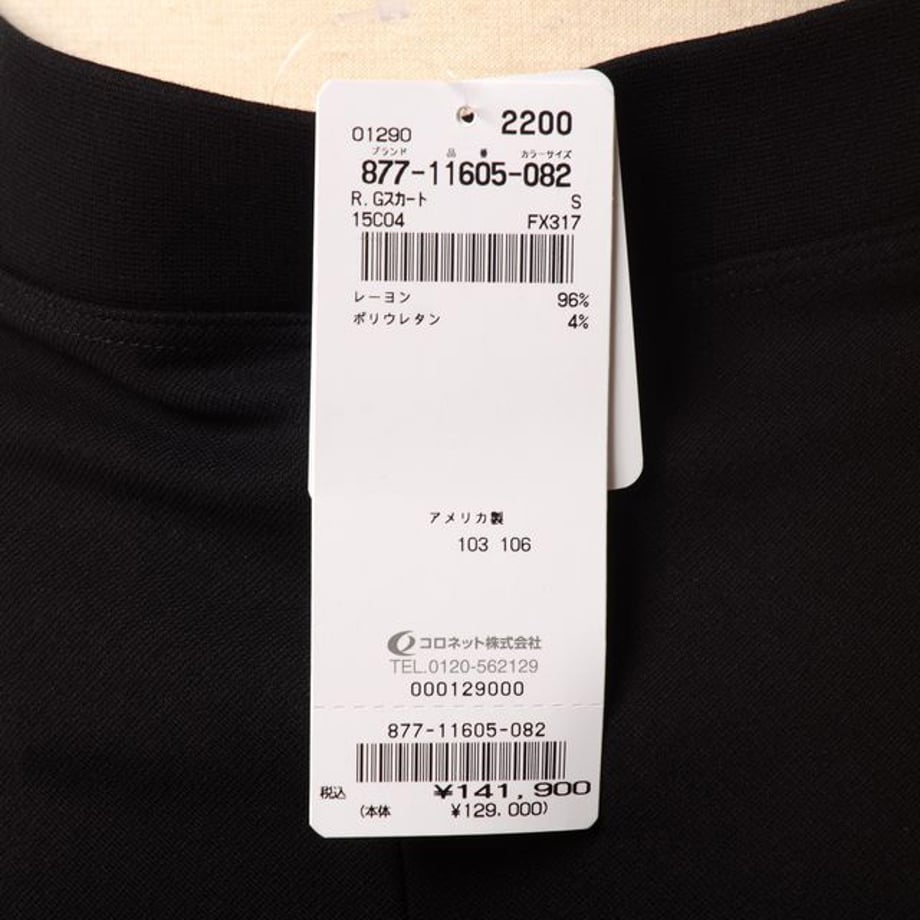 01290 2200
ブランド 品番 カラーサイズ
877-11605-082
R.Gスカート S
15C04 FX317
レーヨン 96%
ポリウレタン 4%
アメリカ製
103 106
コロネット株式会社
TEL.0120-562129
000129000
877-11605-082
税込 ¥141,900
(本体 ¥129.000)